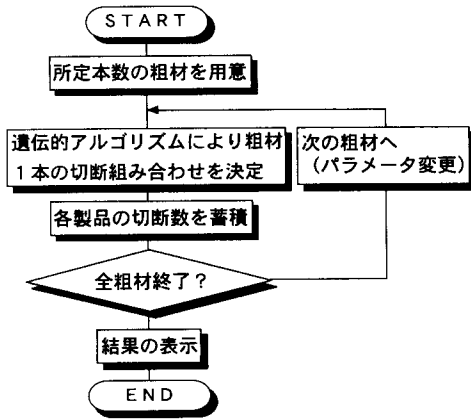 START
所定本数の粗材を用意
遺伝的アルゴリズムにより粗材
1本の切断組み合わせを決定
次の粗材へ
(パラメータ変更)
各製品の切断数を蓄積
全粗材終了?
結果の表示
END